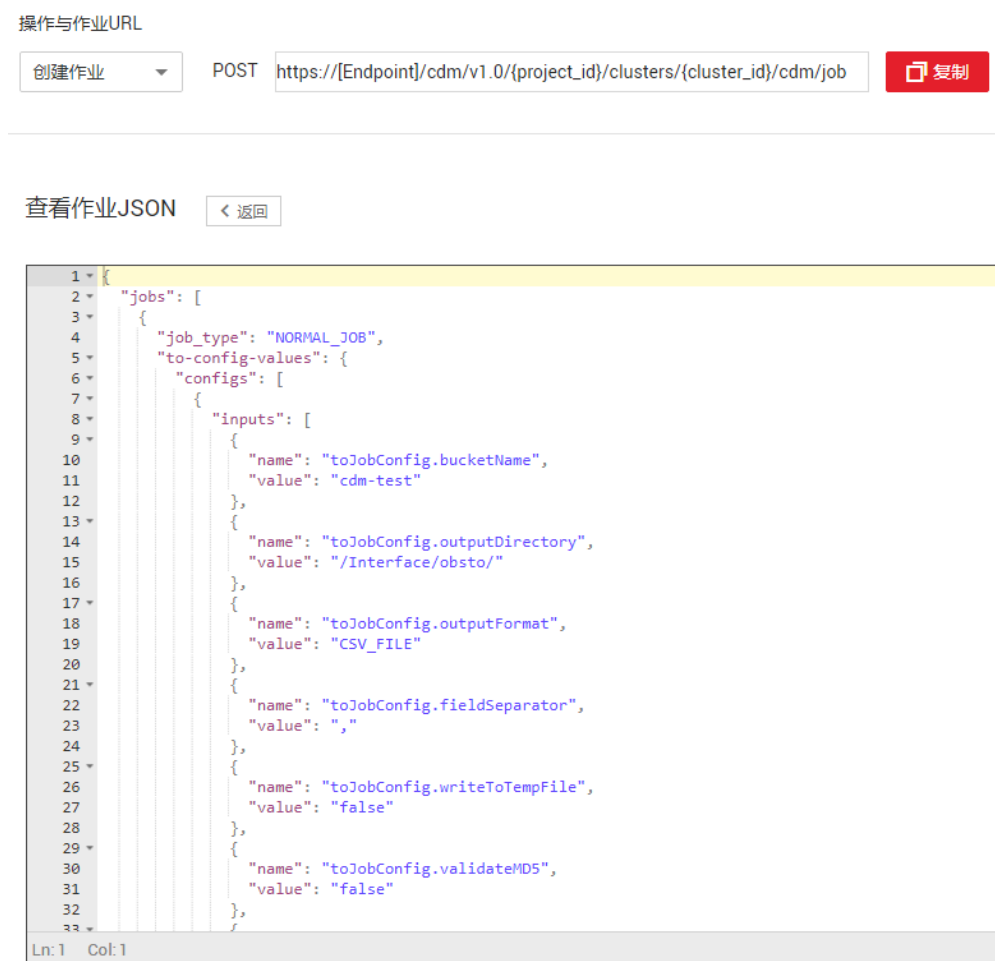 操作与作业URL
创建作业 POST https://[Endpoint]/cdm/v1.0/{project_id}/clusters/{cluster_id}/cdm/job 复制
查看作业JSON 返回
1 {
2 "jobs": [
3 {
4 "job_type": "NORMAL_JOB",
5 "to-config-values": {
6 "configs": [
7 {
8 "inputs": [
9 {
10 "name": "toJobConfig.bucketName",
11 "value": "cdm-test"
12 },
13 {
14 "name": "toJobConfig.outputDirectory",
15 "value": "/Interface/obsto/"
16 },
17 {
18 "name": "toJobConfig.outputFormat",
19 "value": "CSV_FILE"
20 },
21 {
22 "name": "toJobConfig.fieldSeparator",
23 "value": ","
24 },
25 {
26 "name": "toJobConfig.writeToTempFile",
27 "value": "false"
28 },
29 {
30 "name": "toJobConfig.validateMD5",
31 "value": "false"
32 },
33 {
Ln: 1 Col: 1